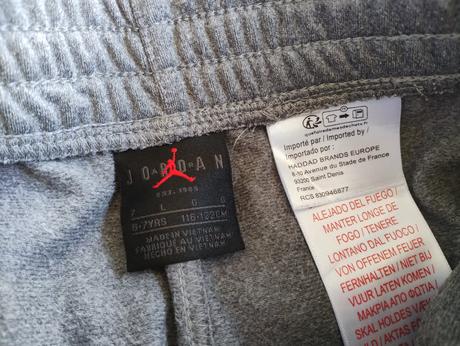 JORDAN
EST. 1985
7 L G G
6-7YRS 116-122CM
MADE IN VIETNAM
FABRIQUÉ AU VIETNAM
HECHO EN VIETNAM
quefairedemesdechets.fr
Importé par / Imported by /
Importado por :
HADDAD BRANDS EUROPE
8-10 Avenue du Stade de France
93200 Saint Denis
France
RCS 830946877
ALEJADO DEL FUEGO /
MANTER LONGE DE
FOGO / TENERE
LONTANO DAL FUOCO /
VON OFFENEM FEUER
FERNHALTEN / NIET BIJ
VUUR LATEN KOMEN /
ΜΑΚΡΙΑ ΑΠΟ ΦΩΤΙΑ /
SKAL HOLDES VÆK
D / AKTAS